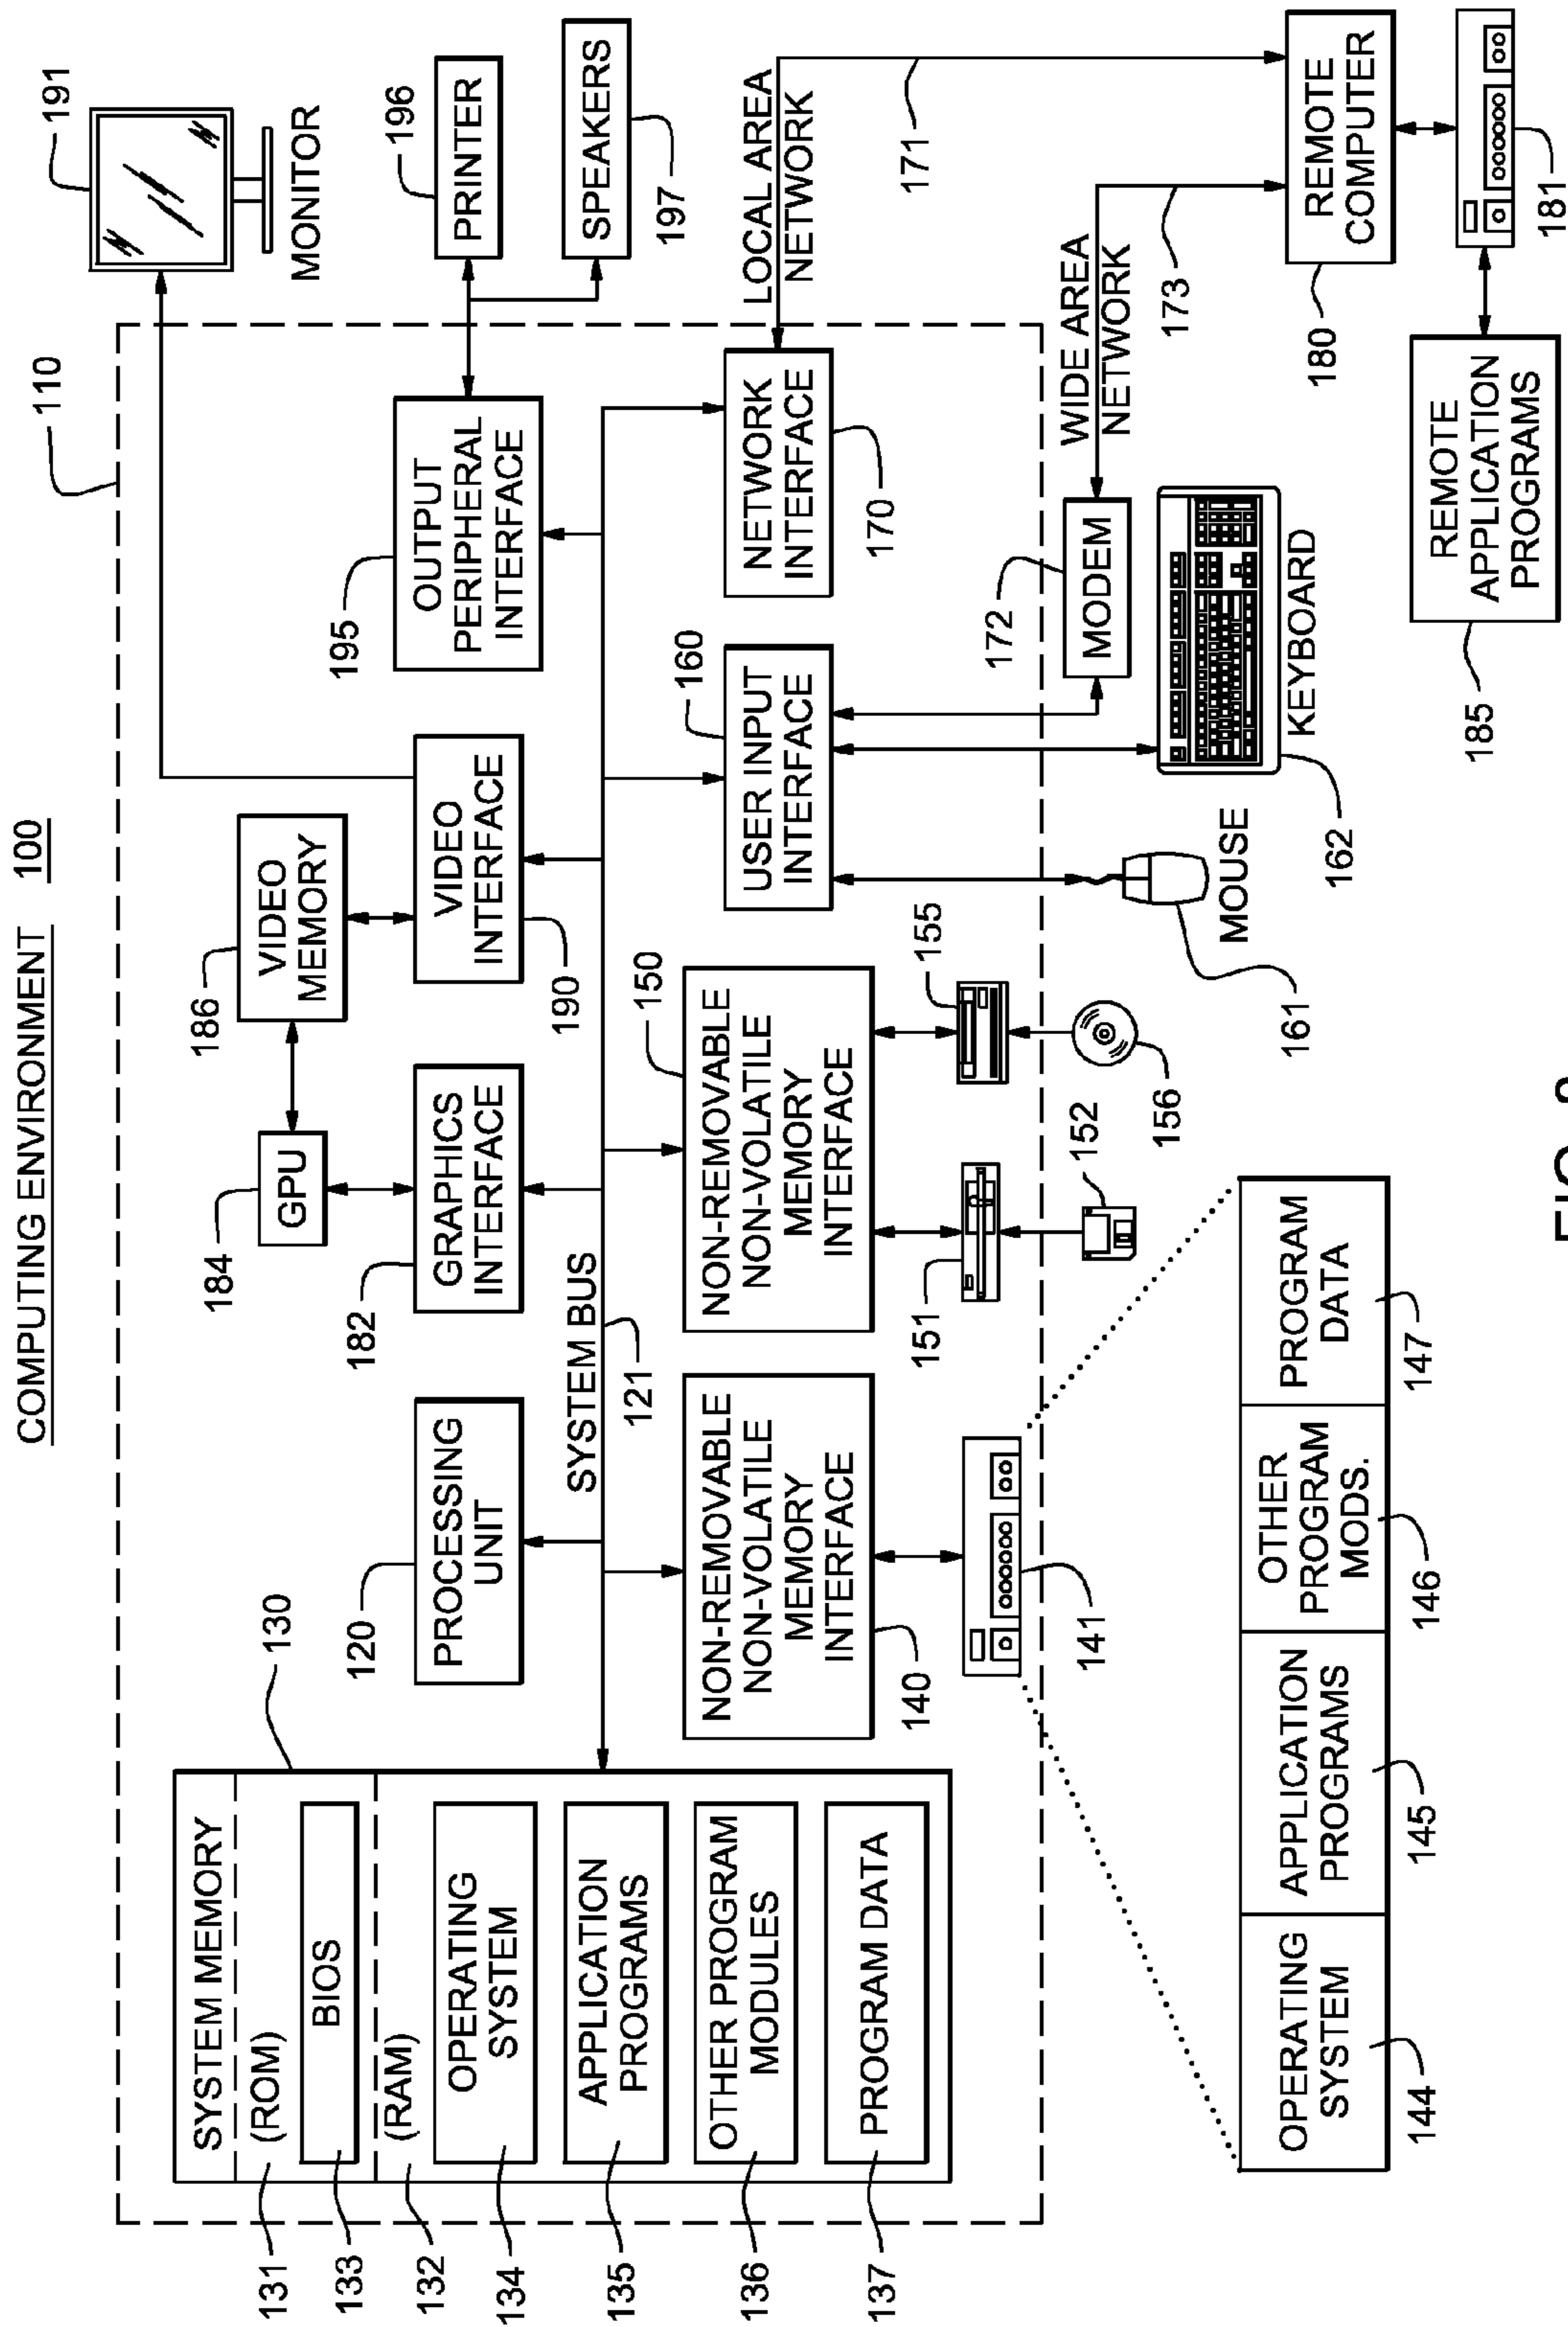 COMPUTING ENVIRONMENT 100
110
SYSTEM MEMORY
(ROM)
131
BIOS
133
(RAM)
132
OPERATING
SYSTEM
134
APPLICATION
PROGRAMS
135
OTHER PROGRAM
MODULES
136
PROGRAM DATA
137
130
120
PROCESSING
UNIT
184
GPU
182
GRAPHICS
INTERFACE
186
VIDEO
MEMORY
VIDEO
INTERFACE
190
195
OUTPUT
PERIPHERAL
INTERFACE
191
MONITOR
196
PRINTER
SPEAKERS
197
SYSTEM BUS
121
NON-REMOVABLE
NON-VOLATILE
MEMORY
INTERFACE
140
150
NON-REMOVABLE
NON-VOLATILE
MEMORY
INTERFACE
160
USER INPUT
INTERFACE
NETWORK
INTERFACE
170
LOCAL AREA
NETWORK
171
141
151
152
155
156
161
MOUSE
162
KEYBOARD
172
MODEM
WIDE AREA
NETWORK
173
REMOTE
COMPUTER
180
181
REMOTE
APPLICATION
PROGRAMS
185
OPERATING
SYSTEM
144
APPLICATION
PROGRAMS
145
OTHER
PROGRAM
MODS.
146
PROGRAM
DATA
147
FIG.